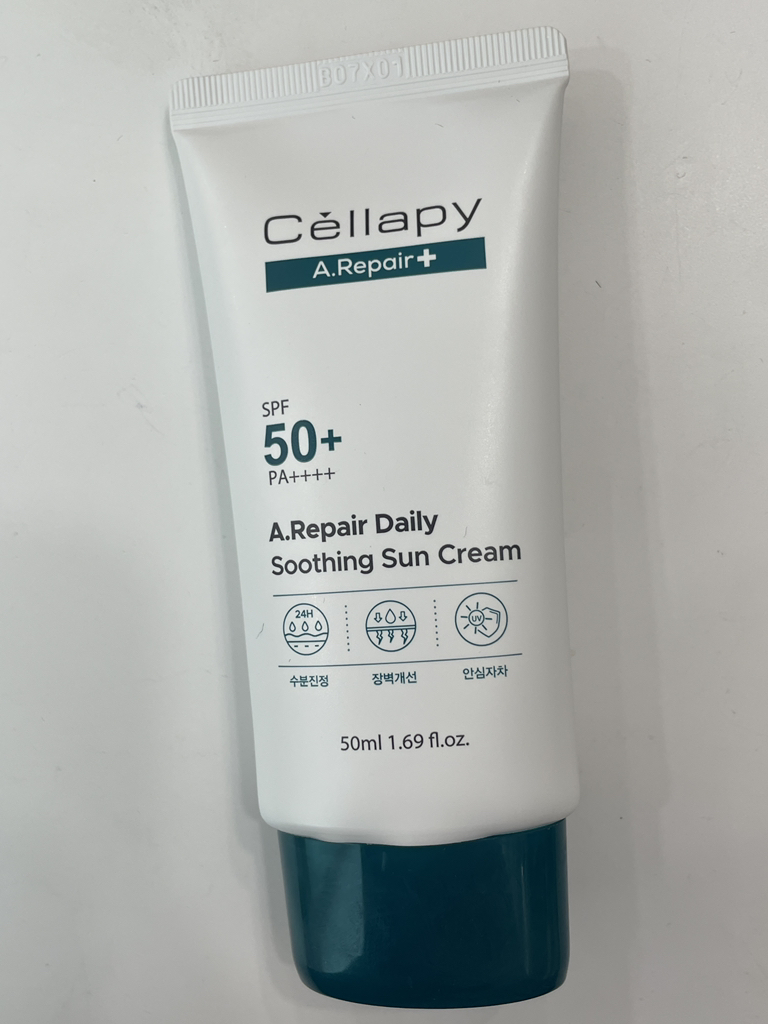 B07X01
Cellapy
A.Repair+
SPF
50+
PA++++
A.Repair Daily
Soothing Sun Cream
24H
UV
수분진정 장벽개선 안심자차
50ml 1.69 fl.oz.